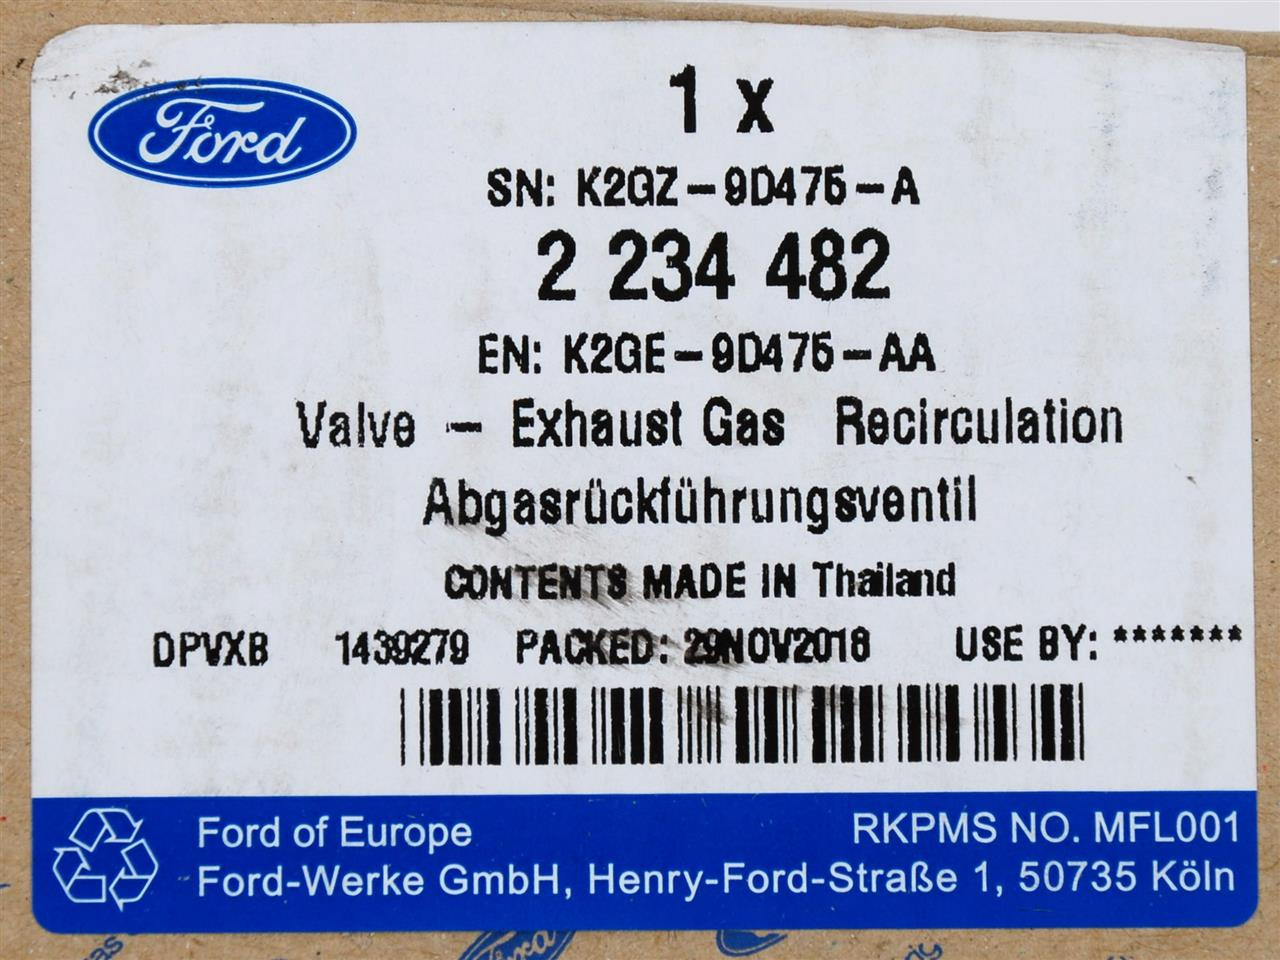 Ford
1 x
SN: K2GZ-9D475-A
2 234 482
EN: K2GE-9D475-AA
Valve - Exhaust Gas Recirculation
Abgasrückführungsventil
CONTENTS MADE IN Thailand
DPVXB 1439279 PACKED: 29NOV2018 USE BY: *******
Ford of Europe RKPMS NO. MFL001
Ford-Werke GmbH, Henry-Ford-Straße 1, 50735 Köln
Ford